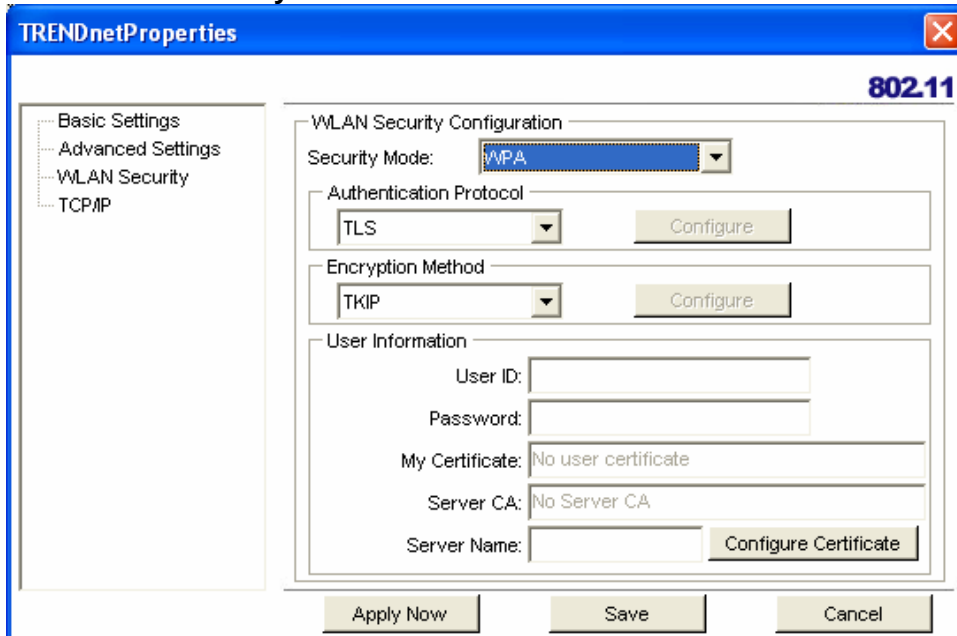 TRENDnetProperties
802.11
Basic Settings
Advanced Settings
WLAN Security
TCP/IP
WLAN Security Configuration
Security Mode: WPA
Authentication Protocol
TLS Configure
Encryption Method
TKIP Configure
User Information
User ID:
Password:
My Certificate: No user certificate
Server CA: No Server CA
Server Name: Configure Certificate
Apply Now Save Cancel